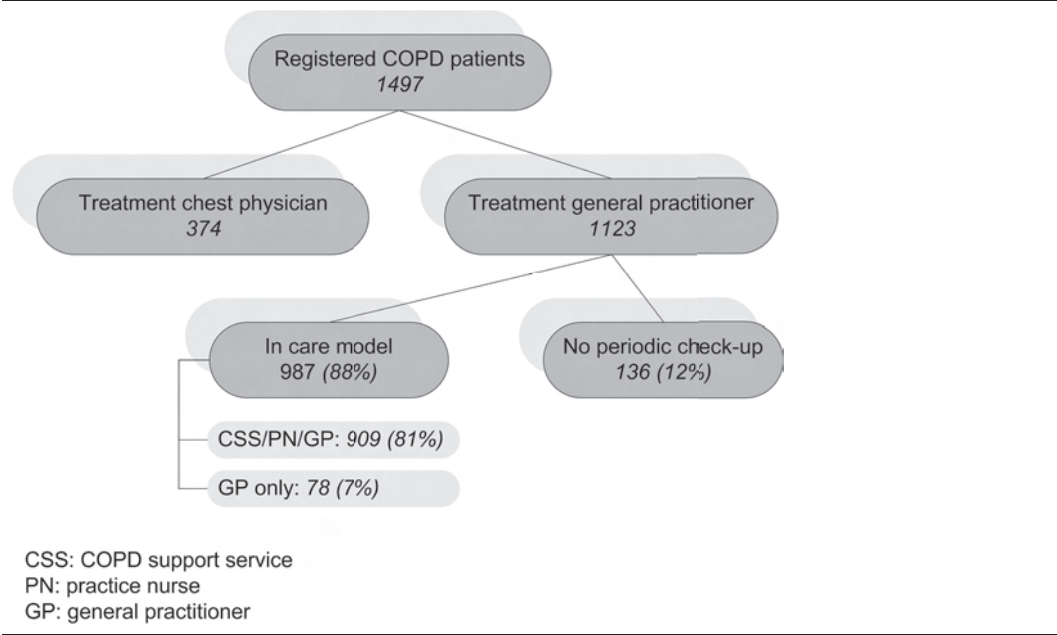 Registered COPD patients
1497
Treatment chest physician
374
Treatment general practitioner
1123
In care model
987 (88%)
No periodic check-up
136 (12%)
CSS/PN/GP: 909 (81%)
GP only: 78 (7%)
CSS: COPD support service
PN: practice nurse
GP: general practitioner